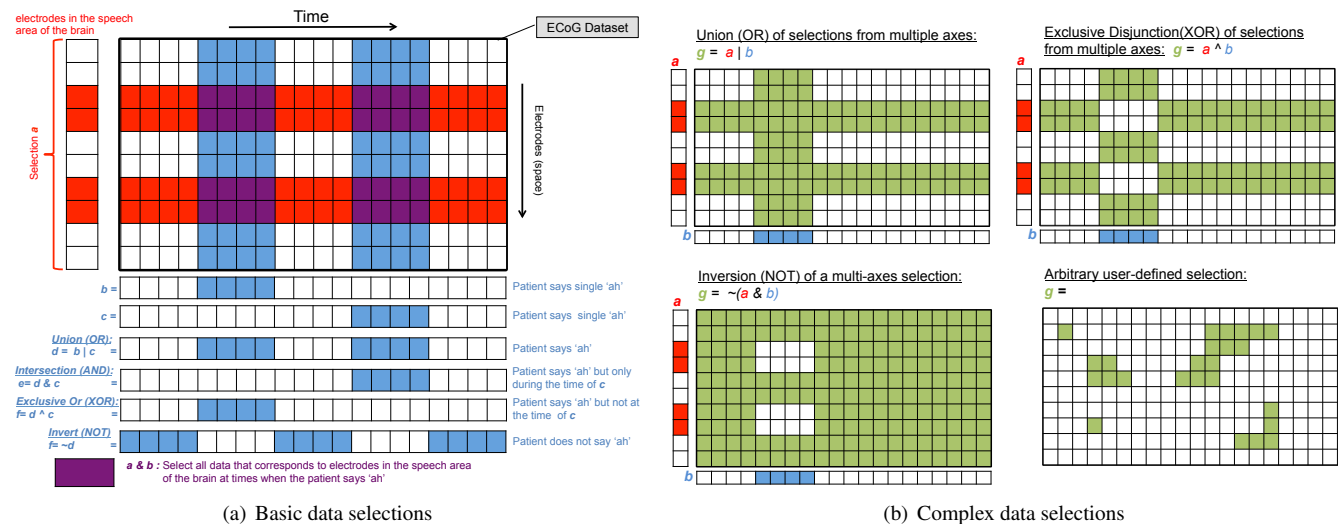 electrodes in the speech
area of the brain
Time
ECoG Dataset
Selection a
Electrodes (space)
b =
Patient says single 'ah'
c =
Patient says single 'ah'
Union (OR):
d = b | c =
Patient says 'ah'
Intersection (AND):
e= d & c =
Patient says 'ah' but only
during the time of c
Exclusive Or (XOR):
f= d ^ c =
Patient says 'ah' but not at
the time of c
Invert (NOT)
f= ~d =
Patient does not say 'ah'
a & b : Select all data that corresponds to electrodes in the speech area
of the brain at times when the patient says 'ah'
(a) Basic data selections
Union (OR) of selections from multiple axes:
g = a | b
a
b
Exclusive Disjunction(XOR) of selections
from multiple axes: g = a ^ b
a
b
Inversion (NOT) of a multi-axes selection:
g = ~(a & b)
a
b
Arbitrary user-defined selection:
g =
(b) Complex data selections